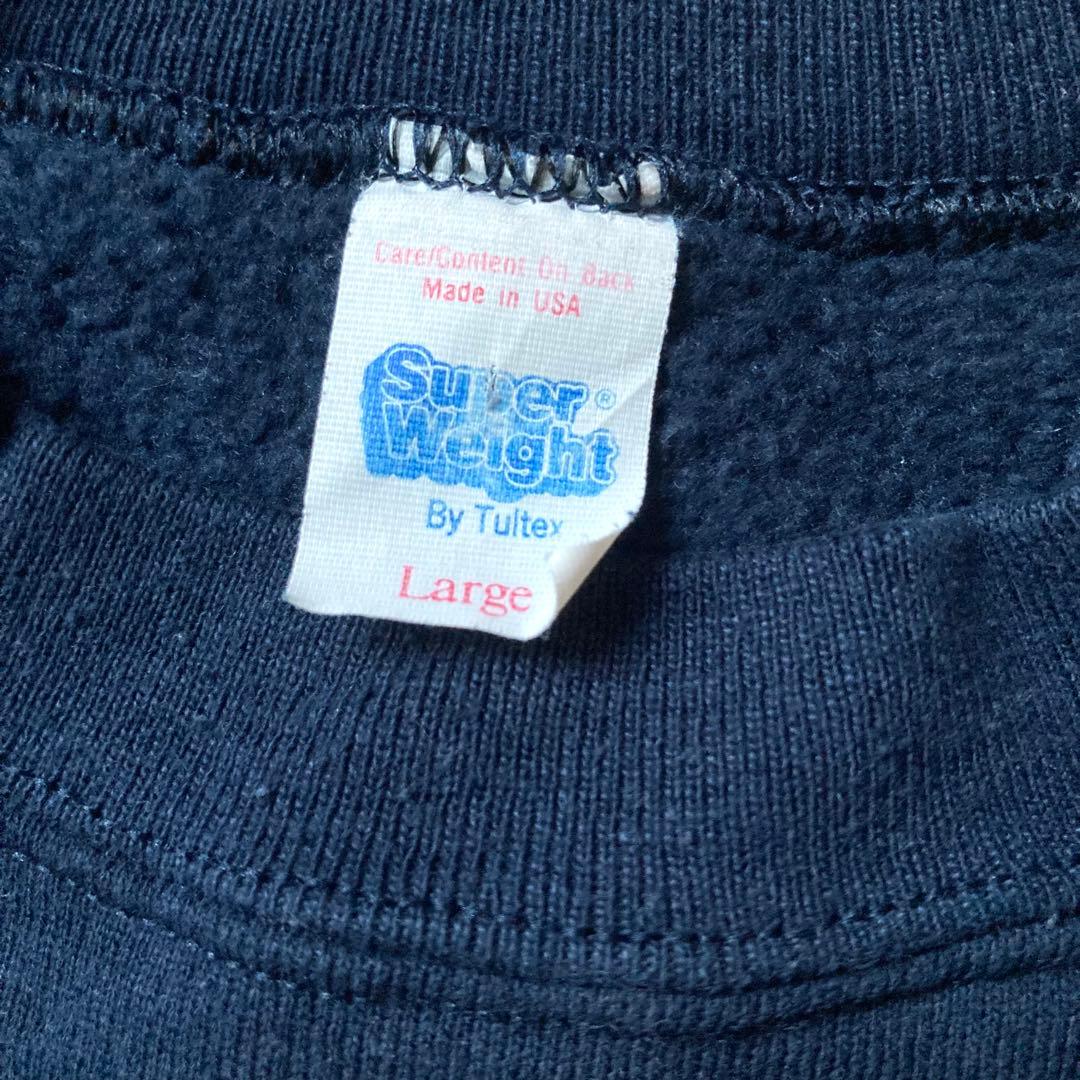 Care/Content On Back
Made in USA
Super ®
Weight
By Tultex
Large